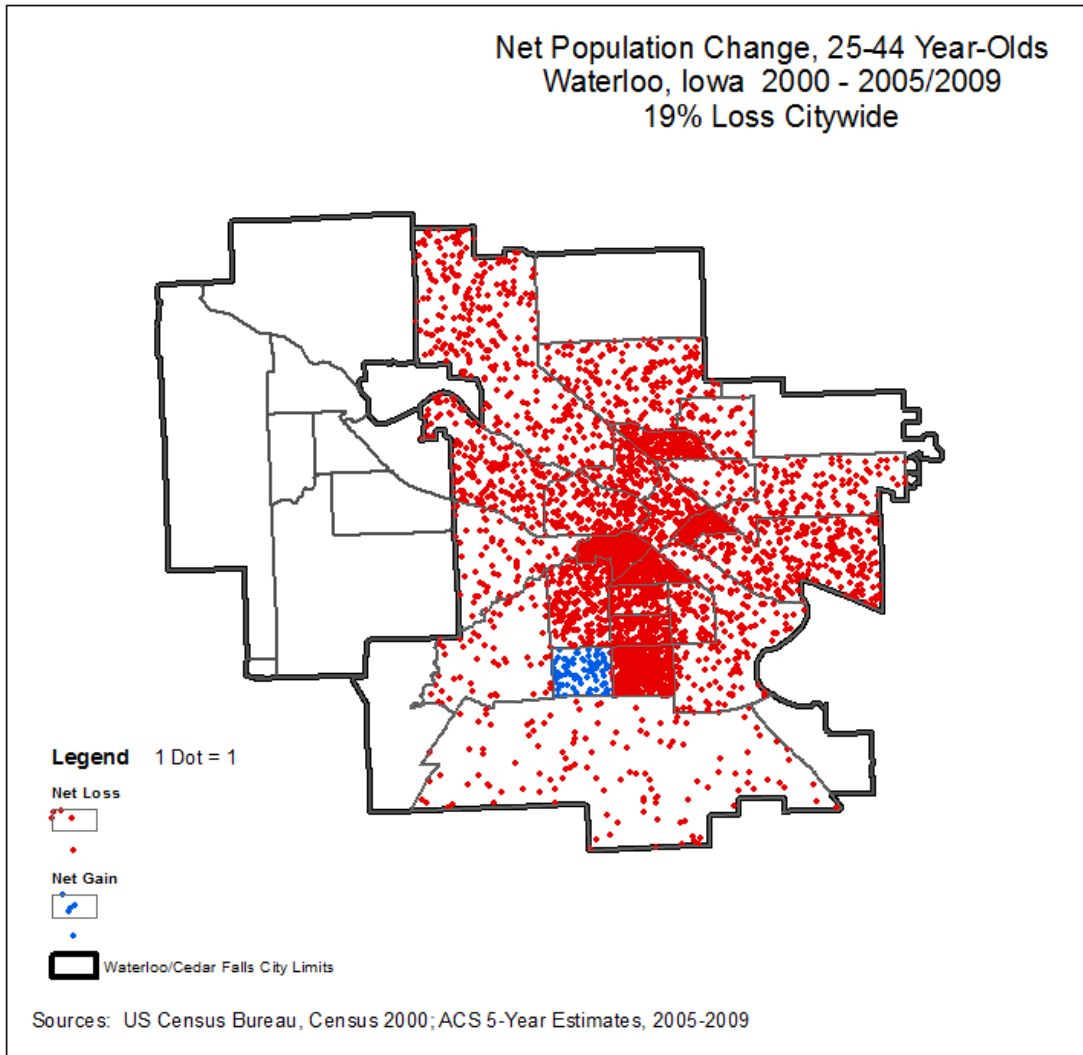 Net Population Change, 25-44 Year-Olds
Waterloo, Iowa 2000 - 2005/2009
19% Loss Citywide
Legend 1 Dot = 1
Net Loss
Net Gain
Waterloo/Cedar Falls City Limits
Sources: US Census Bureau, Census 2000; ACS 5-Year Estimates, 2005-2009